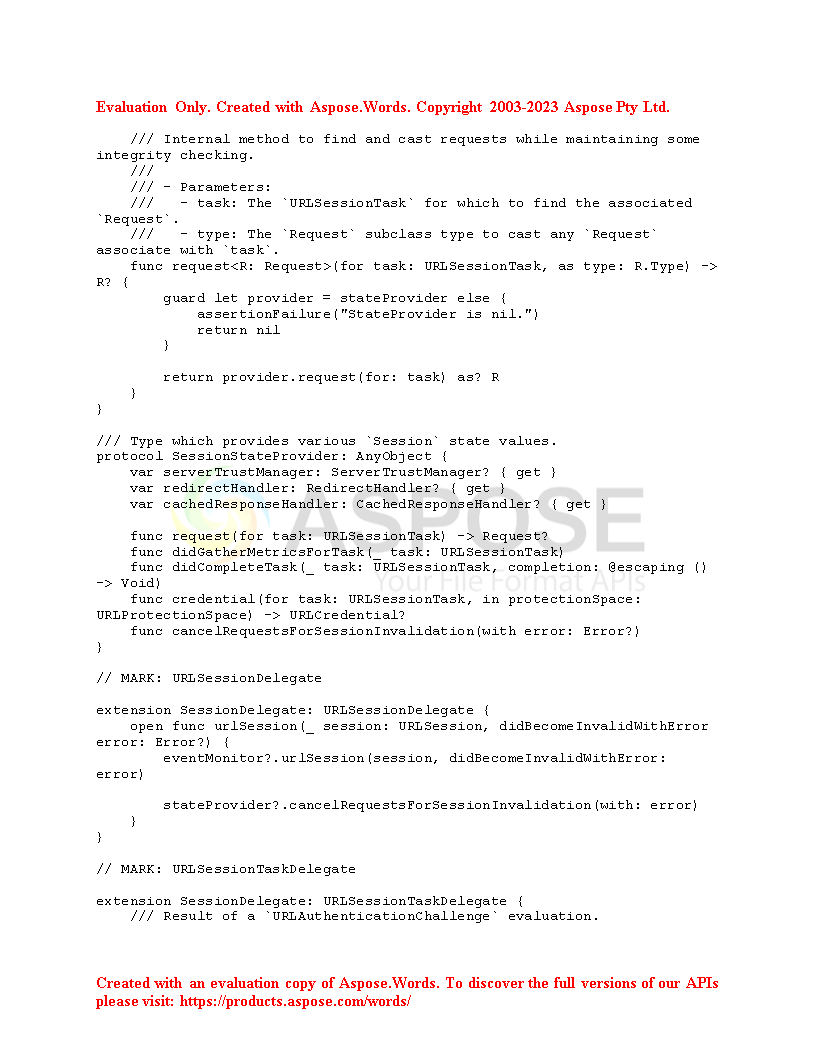 Evaluation Only. Created with Aspose.Words. Copyright 2003-2023 Aspose Pty Ltd.
    /// Internal method to find and cast requests while maintaining some
integrity checking.
    ///
    /// - Parameters:
    ///   - task: The `URLSessionTask` for which to find the associated
`Request`.
    ///   - type: The `Request` subclass type to cast any `Request`
associate with `task`.
    func request<R: Request>(for task: URLSessionTask, as type: R.Type) ->
R? {
        guard let provider = stateProvider else {
            assertionFailure("StateProvider is nil.")
            return nil
        }

        return provider.request(for: task) as? R
    }
}

/// Type which provides various `Session` state values.
protocol SessionStateProvider: AnyObject {
    var serverTrustManager: ServerTrustManager? { get }
    var redirectHandler: RedirectHandler? { get }
    var cachedResponseHandler: CachedResponseHandler? { get }
ASPOSE

    func request(for task: URLSessionTask) -> Request?
    func didGatherMetricsForTask(_ task: URLSessionTask)
    func didCompleteTask(_ task: URLSessionTask, completion: @escaping ()
-> Void)
Your File Format APIs
    func credential(for task: URLSessionTask, in protectionSpace:
URLProtectionSpace) -> URLCredential?
    func cancelRequestsForSessionInvalidation(with error: Error?)
}

// MARK: URLSessionDelegate

extension SessionDelegate: URLSessionDelegate {
    open func urlSession(_ session: URLSession, didBecomeInvalidWithError
error: Error?) {
        eventMonitor?.urlSession(session, didBecomeInvalidWithError:
error)

        stateProvider?.cancelRequestsForSessionInvalidation(with: error)
    }
}

// MARK: URLSessionTaskDelegate

extension SessionDelegate: URLSessionTaskDelegate {
    /// Result of a `URLAuthenticationChallenge` evaluation.
Created with an evaluation copy of Aspose.Words. To discover the full versions of our APIs
please visit: https://products.aspose.com/words/